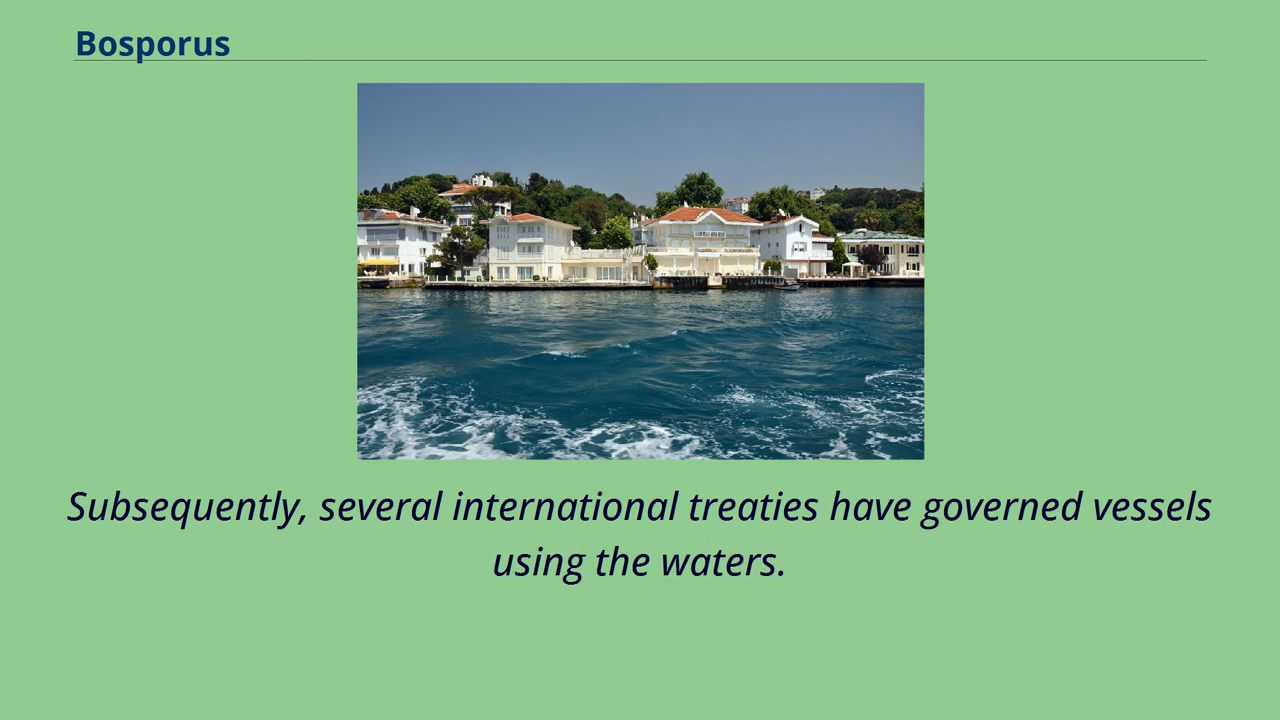 Bosporus
Subsequently, several international treaties have governed vessels
using the waters.